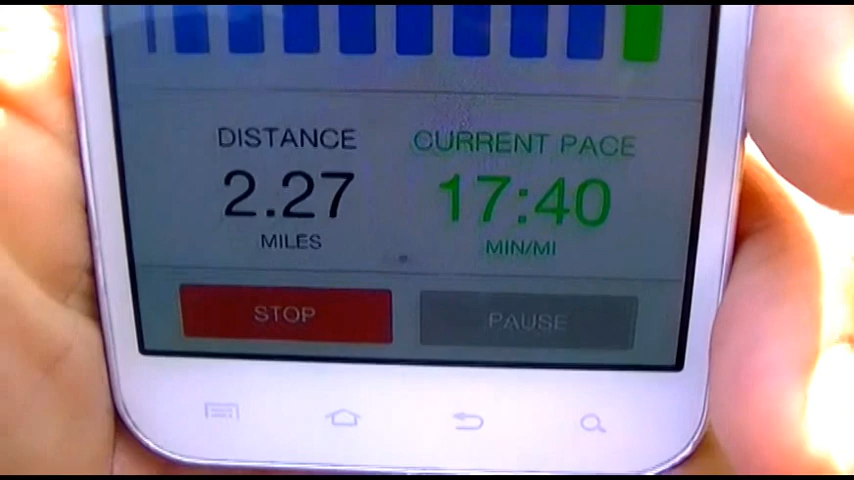 DISTANCE
2.27
MILES
CURRENT PACE
17:40
MIN/MI
STOP
PAUSE